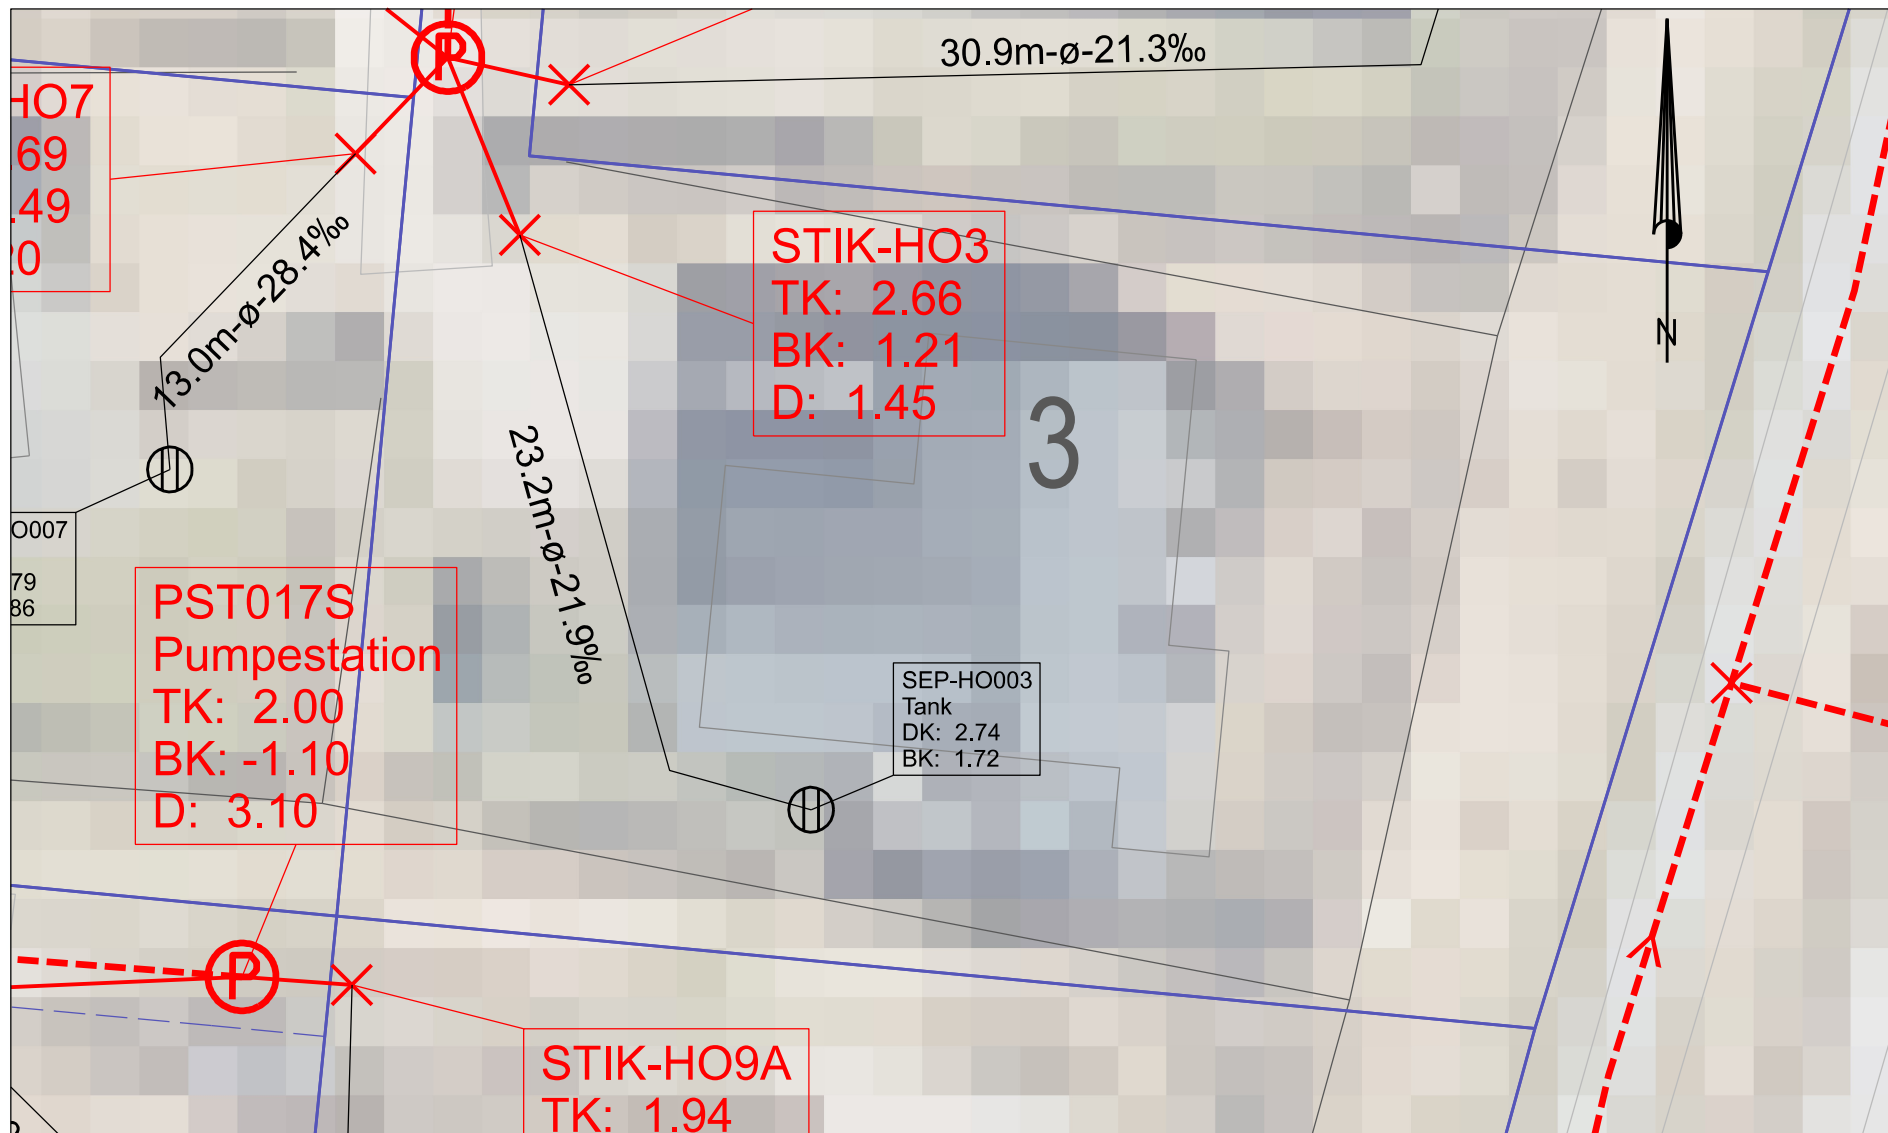 30.9m-ø-21.3‰
HO7
.69
.49
20
13.0m-ø-28.4‰
STIK-HO3
TK: 2.66
BK: 1.21
D: 1.45
3
N
23.2m-ø-21.9‰
O007
79
86
PST017S
Pumpestation
TK: 2.00
BK: -1.10
D: 3.10
SEP-HO003
Tank
DK: 2.74
BK: 1.72
P
P
STIK-HO9A
TK: 1.94